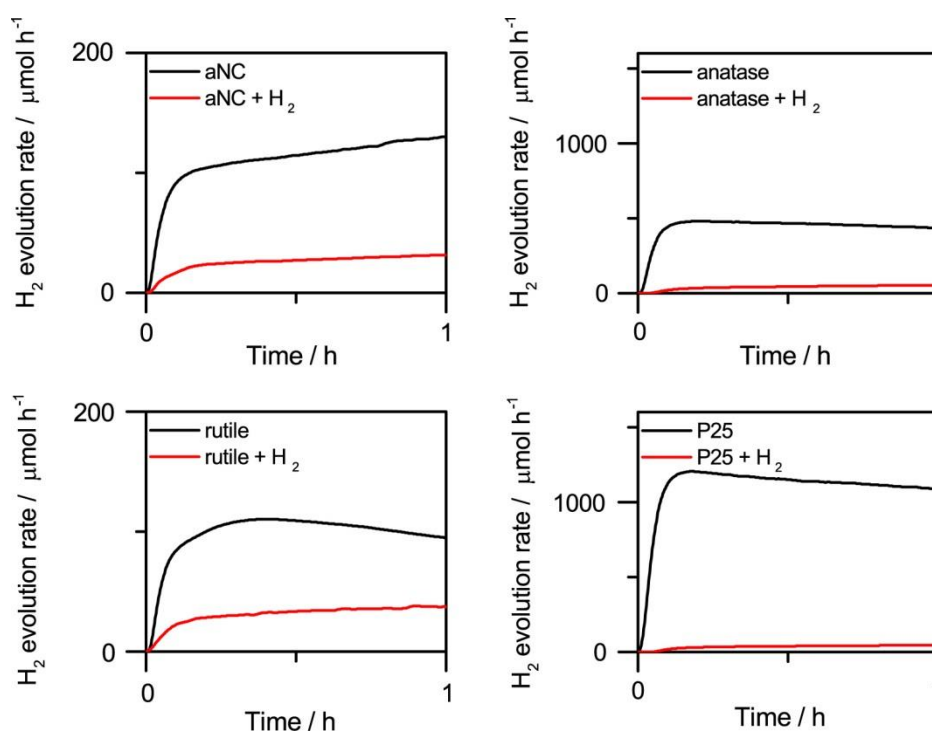 200
aNC
aNC + H₂
H₂ evolution rate / μmol h⁻¹
0
0
1
Time / h
anatase
anatase + H₂
1000
H₂ evolution rate / μmol h⁻¹
0
0
Time / h
200
rutile
rutile + H₂
H₂ evolution rate / μmol h⁻¹
0
0
1
Time / h
P25
P25 + H₂
1000
H₂ evolution rate / μmol h⁻¹
0
0
Time / h